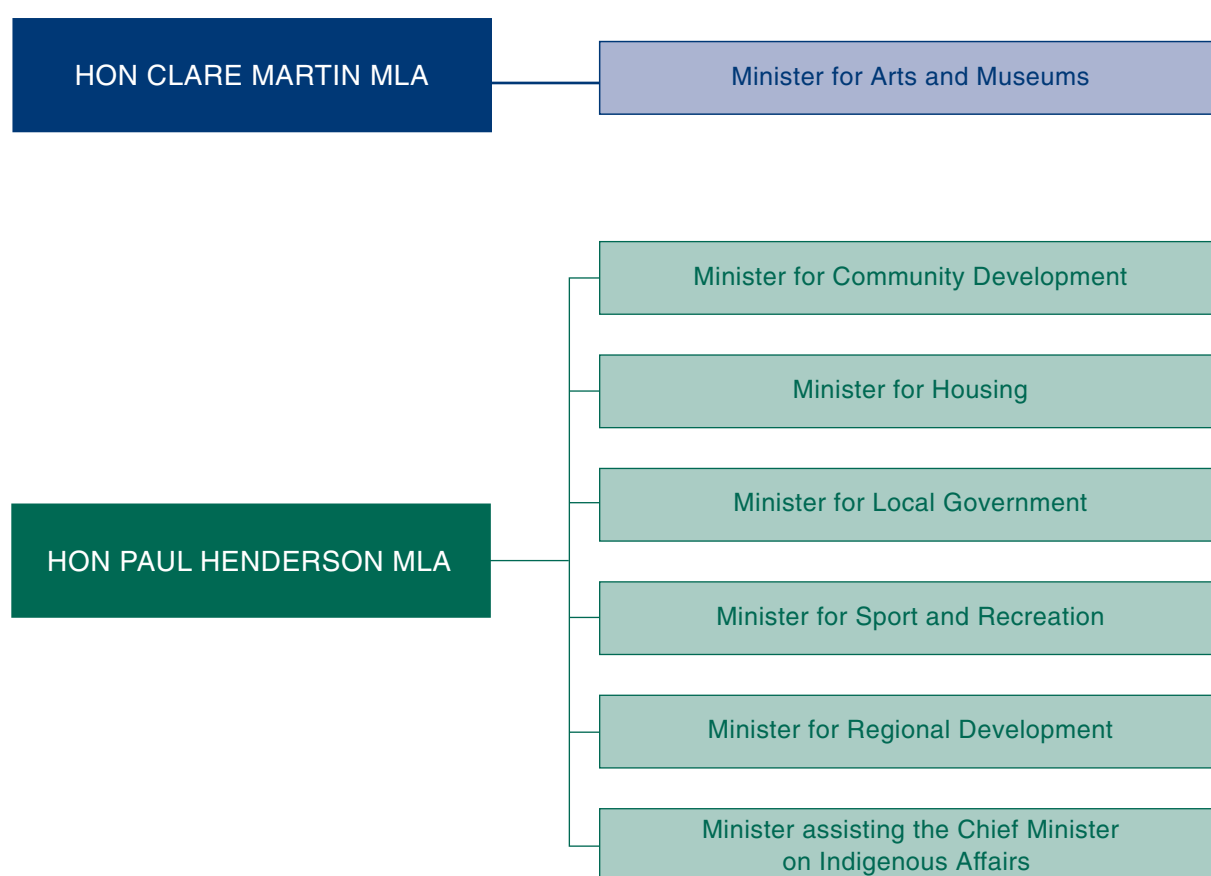 HON CLARE MARTIN MLA
Minister for Arts and Museums
Minister for Community Development
Minister for Housing
Minister for Local Government
HON PAUL HENDERSON MLA
Minister for Sport and Recreation
Minister for Regional Development
Minister assisting the Chief Minister
on Indigenous Affairs